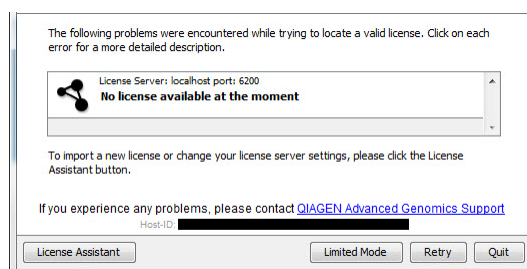 The following problems were encountered while trying to locate a valid license. Click on each
error for a more detailed description.
License Server: localhost port: 6200
No license available at the moment
To import a new license or change your license server settings, please click the License
Assistant button.
If you experience any problems, please contact QIAGEN Advanced Genomics Support
Host-ID:
License Assistant
Limited Mode
Retry
Quit